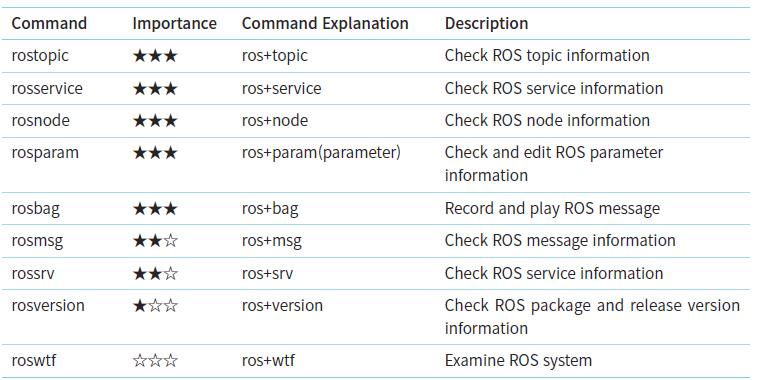 Command Importance Command Explanation Description
rostopic ★★★ ros+topic Check ROS topic information
rosservice ★★★ ros+service Check ROS service information
rosnode ★★★ ros+node Check ROS node information
rosparam ★★★ ros+param(parameter) Check and edit ROS parameter
information
rosbag ★★★ ros+bag Record and play ROS message
rosmsg ★★☆ ros+msg Check ROS message information
rossrv ★★☆ ros+srv Check ROS service information
rosversion ★☆☆ ros+version Check ROS package and release version
information
roswtf ☆☆☆ ros+wtf Examine ROS system